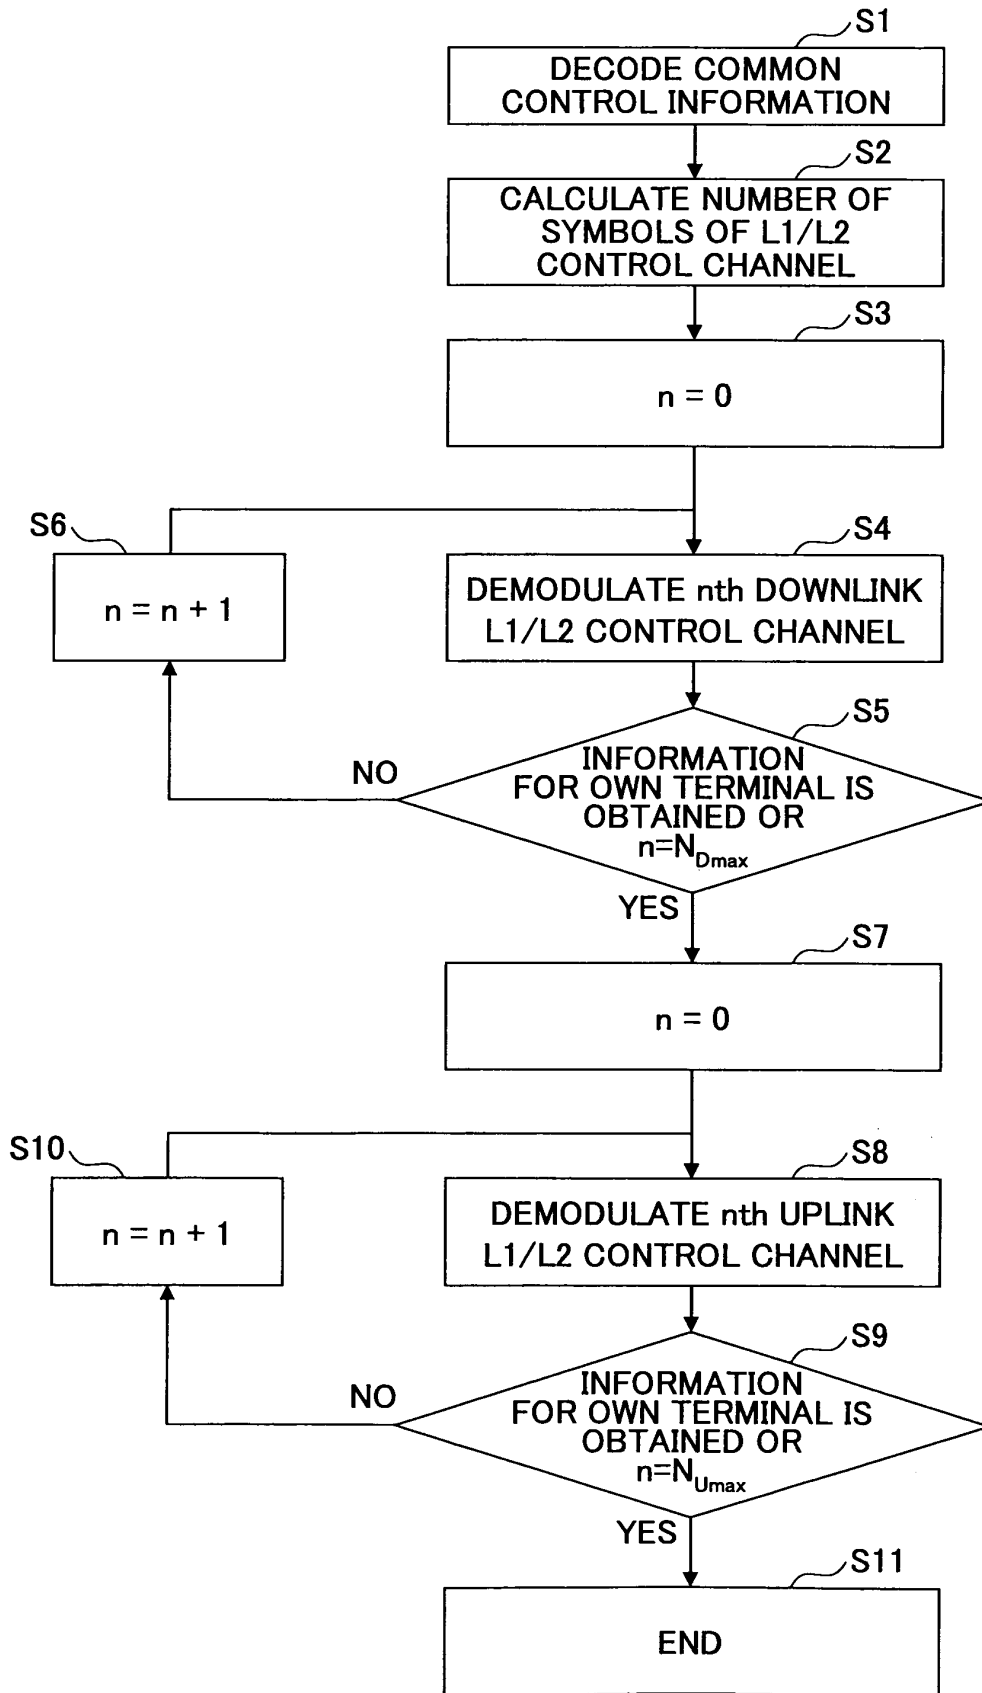 S1
DECODE COMMON
CONTROL INFORMATION
S2
CALCULATE NUMBER OF
SYMBOLS OF L1/L2
CONTROL CHANNEL
S3
n = 0
S6
n = n + 1
S4
DEMODULATE nth DOWNLINK
L1/L2 CONTROL CHANNEL
S5
INFORMATION
FOR OWN TERMINAL IS
OBTAINED OR
n=NDmax
NO
YES
S7
n = 0
S10
n = n + 1
S8
DEMODULATE nth UPLINK
L1/L2 CONTROL CHANNEL
S9
INFORMATION
FOR OWN TERMINAL IS
OBTAINED OR
n=NUmax
NO
YES
S11
END